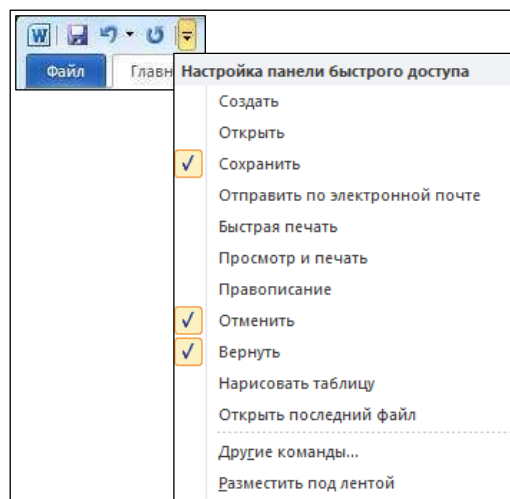 W
Файл Главн
Настройка панели быстрого доступа
Создать
Открыть
Сохранить
Отправить по электронной почте
Быстрая печать
Просмотр и печать
Правописание
Отменить
Вернуть
Нарисовать таблицу
Открыть последний файл
Другие команды...
Разместить под лентой